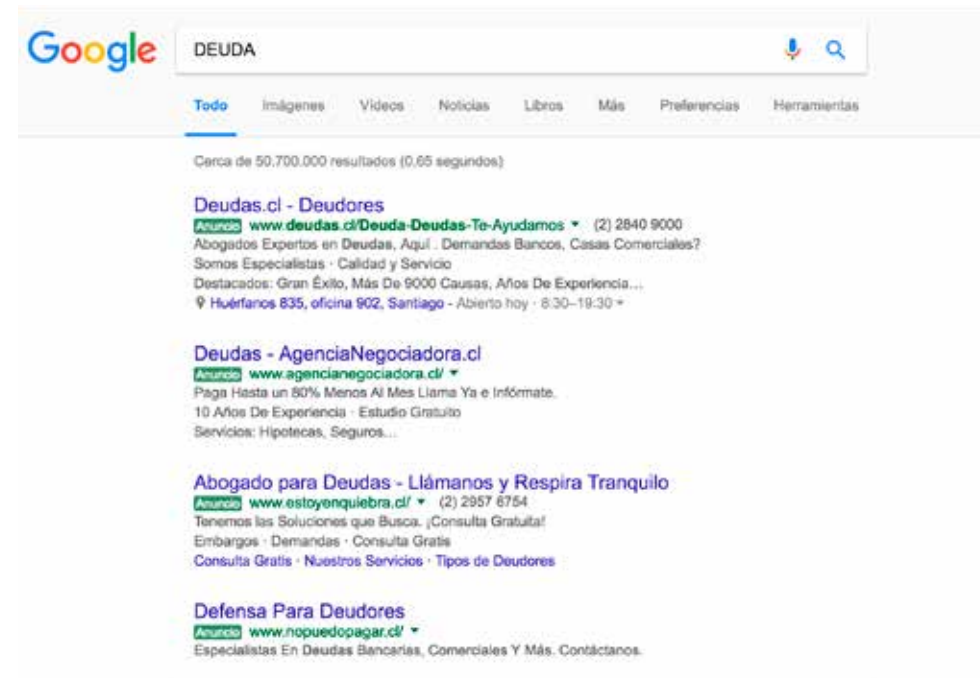 Google
DEUDA
Todo Imágenes Vídeos Noticias Libros Más Preferencias Herramientas
Cerca de 50.700.000 resultados (0,65 segundos)
Deudas.cl - Deudores
Anuncio www.deudas.cl/Deuda-Deudas-Te-Ayudamos (2) 2840 9000
Abogados Expertos en Deudas, Aquí . Demandas Bancos, Casas Comerciales?
Somos Especialistas · Calidad y Servicio
Destacados: Gran Éxito, Más De 9000 Causas, Años De Experiencia…
Huérfanos 835, oficina 902, Santiago - Abierto hoy · 8:30–19:30
Deudas - AgenciaNegociadora.cl
Anuncio www.agencianegociadora.cl/
Paga Hasta un 80% Menos Al Mes Llama Ya e Infórmate.
10 Años De Experiencia · Estudio Gratuito
Servicios: Hipotecas, Seguros…
Abogado para Deudas - Llámanos y Respira Tranquilo
Anuncio www.estoyenquiebra.cl/ (2) 2957 6754
Tenemos las Soluciones que Busca. ¡Consulta Gratuita!
Embargos · Demandas · Consulta Gratis
Consulta Gratis · Nuestros Servicios · Tipos de Deudores
Defensa Para Deudores
Anuncio www.nopuedopagar.cl/
Especialistas En Deudas Bancarias, Comerciales Y Más. Contáctanos.